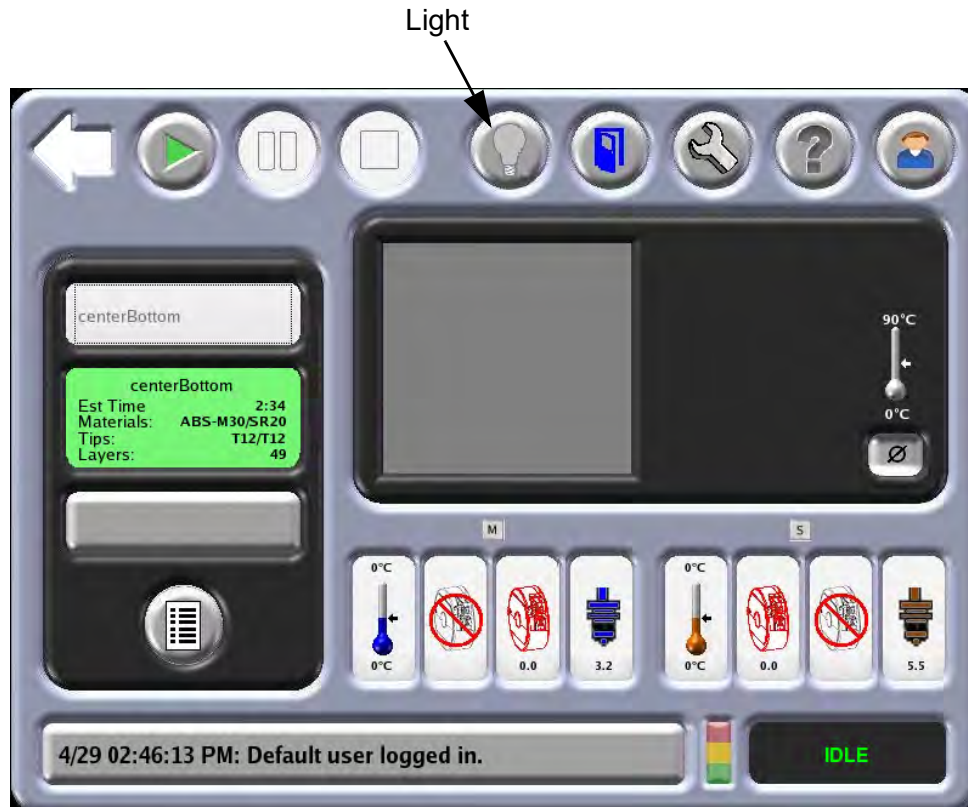 Light
?
centerBottom
centerBottom
Est Time 2:34
Materials: ABS-M30/SR20
Tips: T12/T12
Layers: 49
90°C
0°C
Ø
M
S
0°C
0°C
0.0
3.2
0°C
0°C
0.0
5.5
4/29 02:46:13 PM: Default user logged in.
IDLE